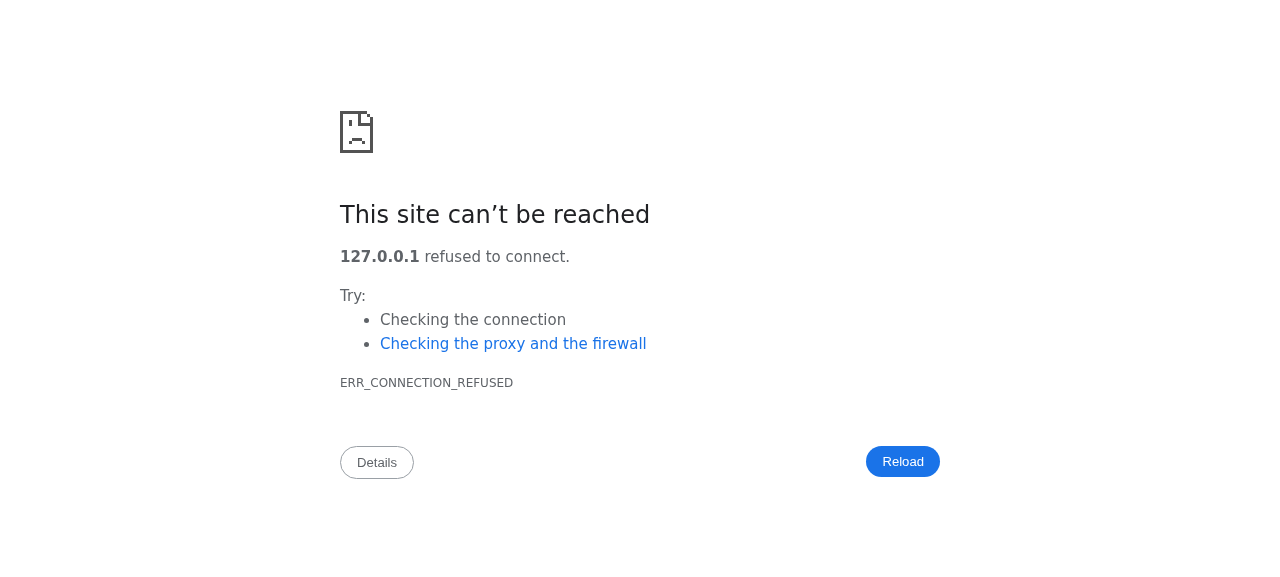 This site can’t be reached
127.0.0.1 refused to connect.
Try:
Checking the connection
Checking the proxy and the firewall
ERR_CONNECTION_REFUSED
Details
Reload